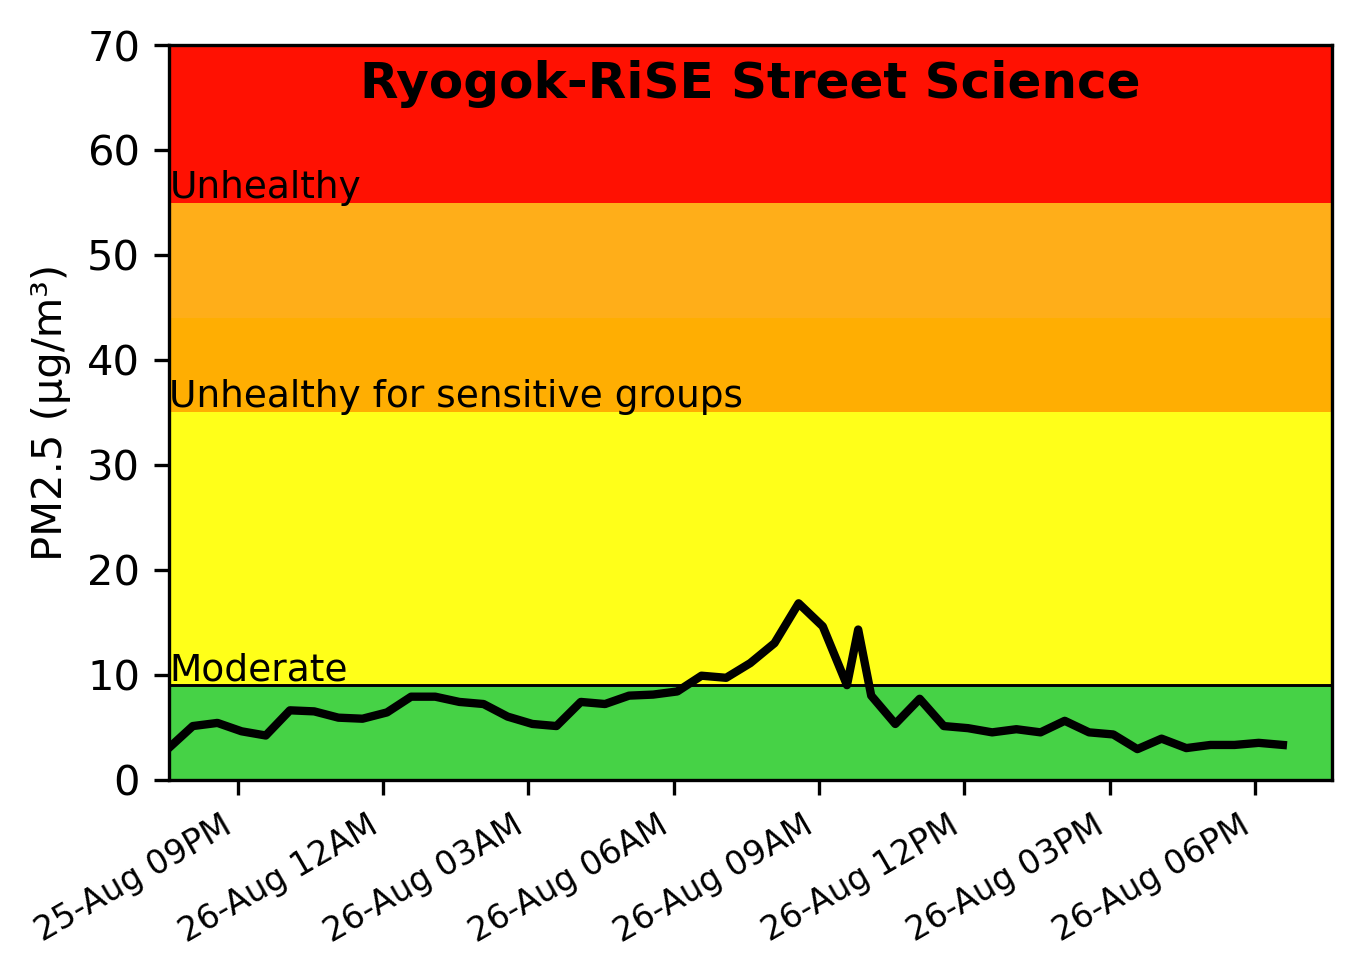 Ryogok-RiSE Street Science
PM2.5 (µg/m³)
70
60
50
40
30
20
10
0
Unhealthy
Unhealthy for sensitive groups
Moderate
25-Aug 09PM
26-Aug 12AM
26-Aug 03AM
26-Aug 06AM
26-Aug 09AM
26-Aug 12PM
26-Aug 03PM
26-Aug 06PM